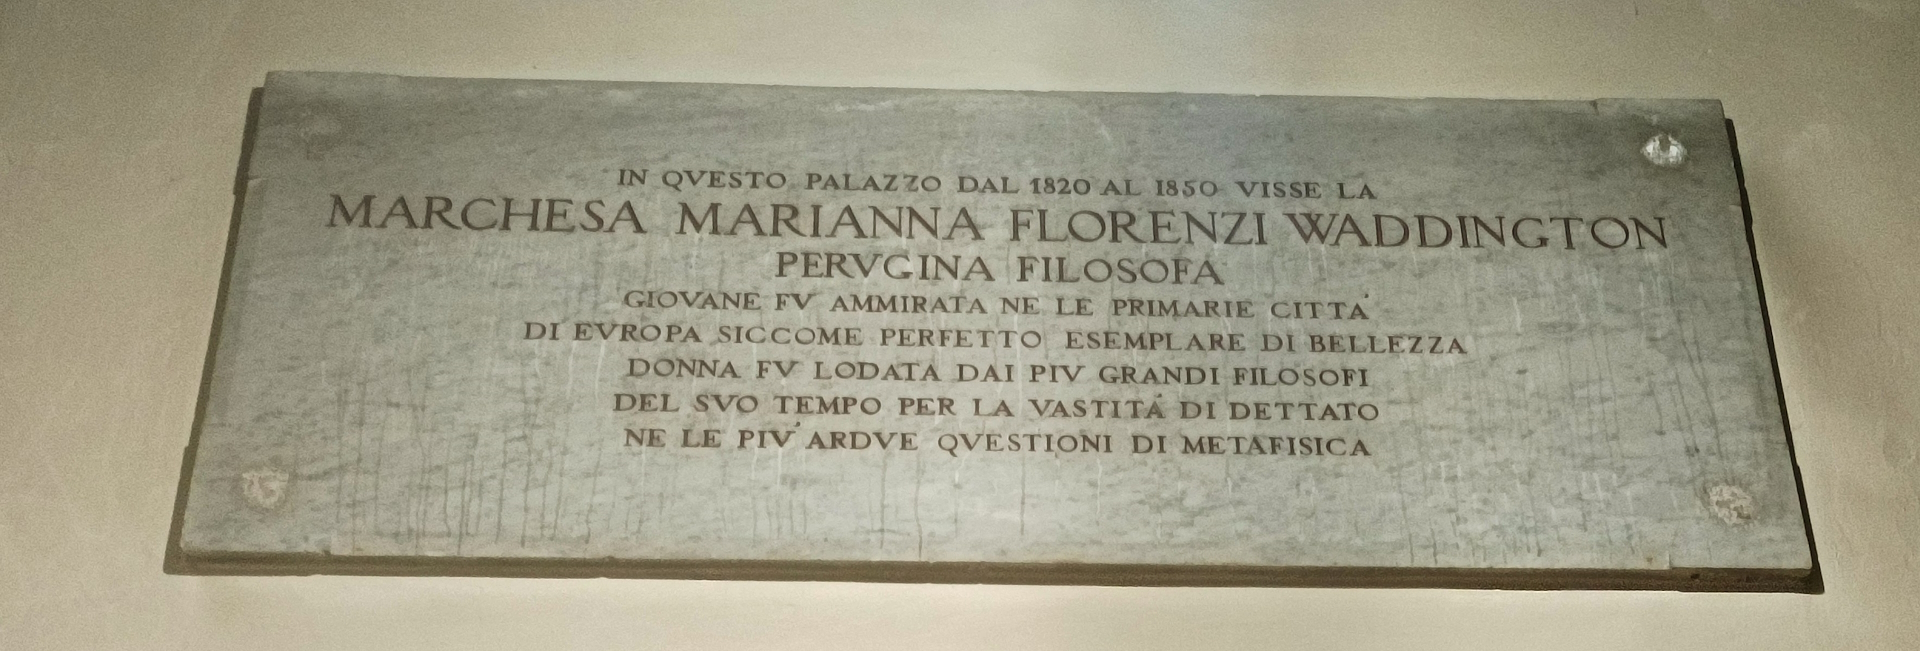 IN QVESTO PALAZZO DAL 1820 AL 1850 VISSE LA
MARCHESA MARIANNA FLORENZI WADDINGTON
PERVGINA FILOSOFA
GIOVANE FV AMMIRATA NE LE PRIMARIE CITTÁ
DI EVROPA SICCOME PERFETTO ESEMPLARE DI BELLEZZA
DONNA FV LODATA DAI PIV GRANDI FILOSOFI
DEL SVO TEMPO PER LA VASTITÁ DI DETTATO
NE LE PIV́ ARDVE QVESTIONI DI METAFISICA